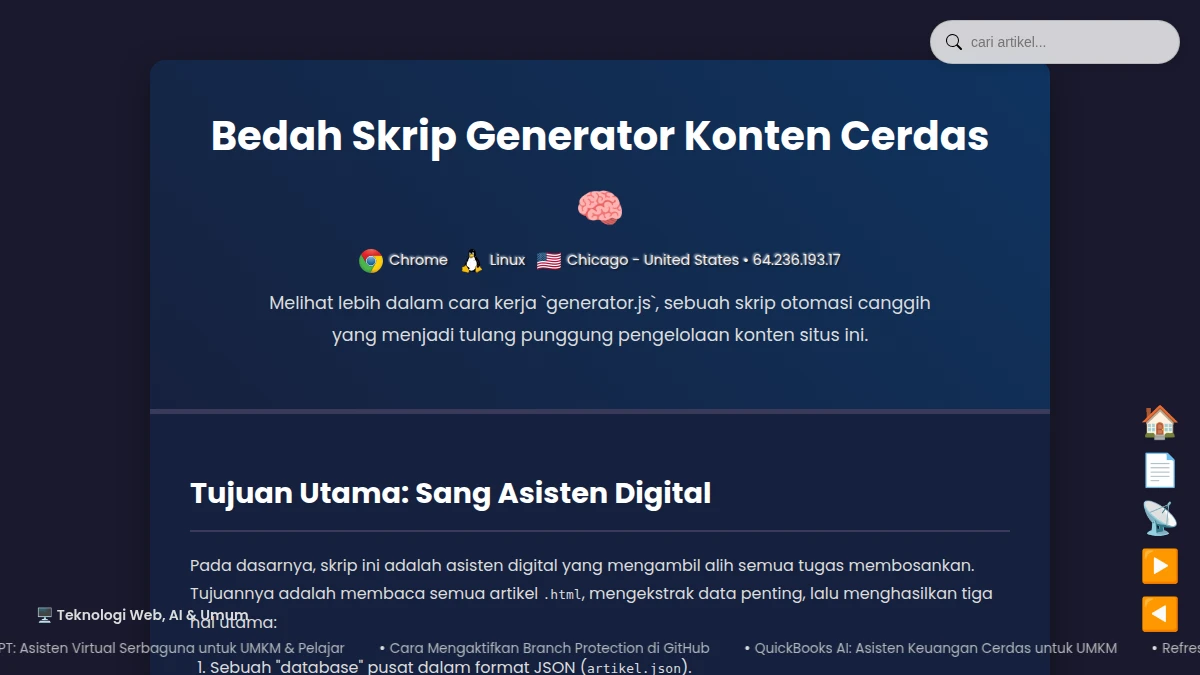 cari artikel...
Bedah Skrip Generator Konten Cerdas
Chrome Linux Chicago - United States • 64.236.193.17
Melihat lebih dalam cara kerja `generator.js`, sebuah skrip otomasi canggih
yang menjadi tulang punggung pengelolaan konten situs ini.
Tujuan Utama: Sang Asisten Digital
Pada dasarnya, skrip ini adalah asisten digital yang mengambil alih semua tugas membosankan.
Tujuannya adalah membaca semua artikel .html, mengekstrak data penting, lalu menghasilkan tiga
hal utama:
Teknologi Web, AI & Umum
PT: Asisten Virtual Serbaguna untuk UMKM & Pelajar • Cara Mengaktifkan Branch Protection di GitHub • QuickBooks AI: Asisten Keuangan Cerdas untuk UMKM • Refres
1. Sebuah "database" pusat dalam format JSON (artikel.json).